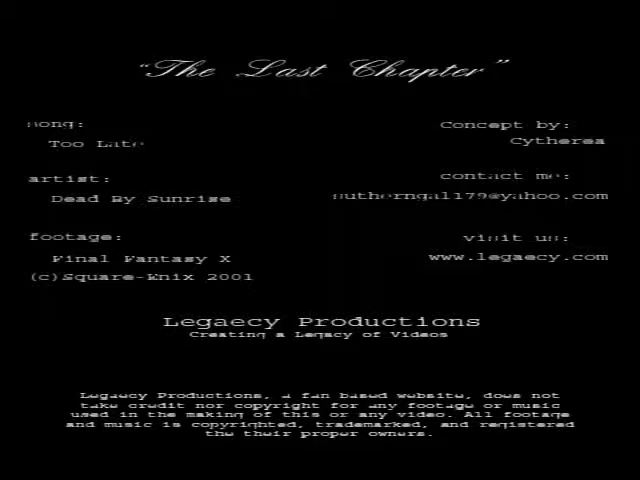 "The Last Chapter"
song:
Too Late
artist:
Dead By Sunrise
footage:
Final Fantasy X
(c)Square-Enix 2001
Concept by:
Cytherea
contact me:
visit us:
www.legaecy.com
Legaecy Productions
Creating a Legacy of Videos
Legaecy Productions, a fan based website, does not
take credit nor copyright for any footage or music
used in the making of this or any video. All footage
and music is copyrighted, trademarked, and registered
the their proper owners.